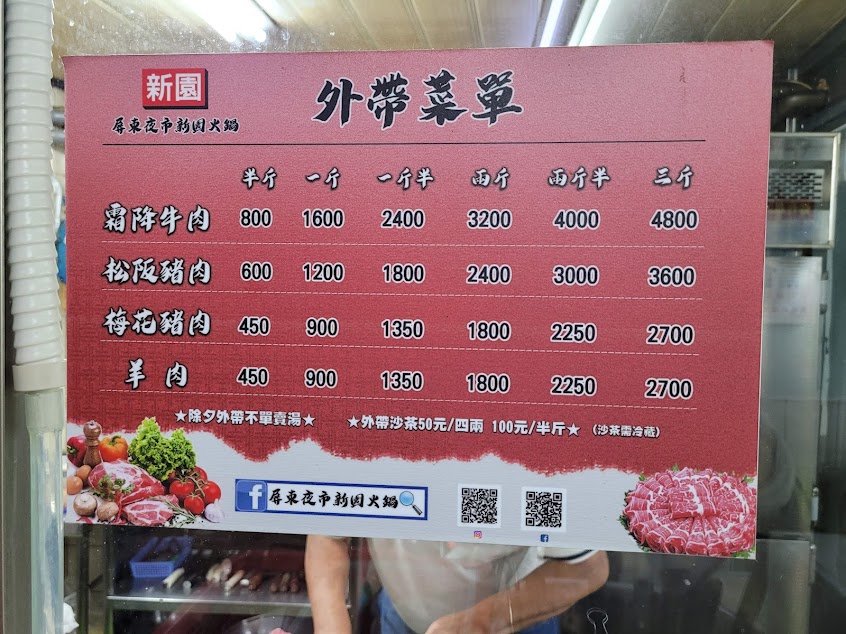 新園
屏東夜市新園火鍋
外帶菜單
半斤 一斤 一斤半 兩斤 兩斤半 三斤
霜降牛肉 800 1600 2400 3200 4000 4800
松阪豬肉 600 1200 1800 2400 3000 3600
梅花豬肉 450 900 1350 1800 2250 2700
羊肉 450 900 1350 1800 2250 2700
★除夕外帶不單賣湯★ ★外帶沙茶50元/四兩 100元/半斤★ (沙茶需冷藏)
f 屏東夜市新園火鍋